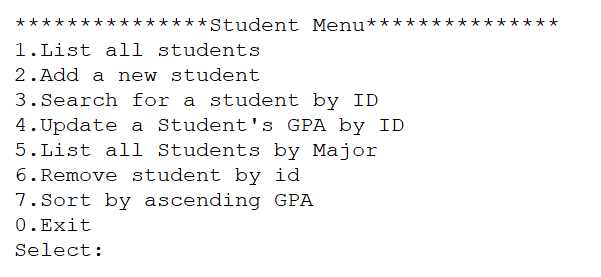 ***************Student Menu***************
1.List all students
2.Add a new student
3.Search for a student by ID
4.Update a Student's GPA by ID
5.List all Students by Major
6.Remove student by id
7.Sort by ascending GPA
0.Exit
Select: